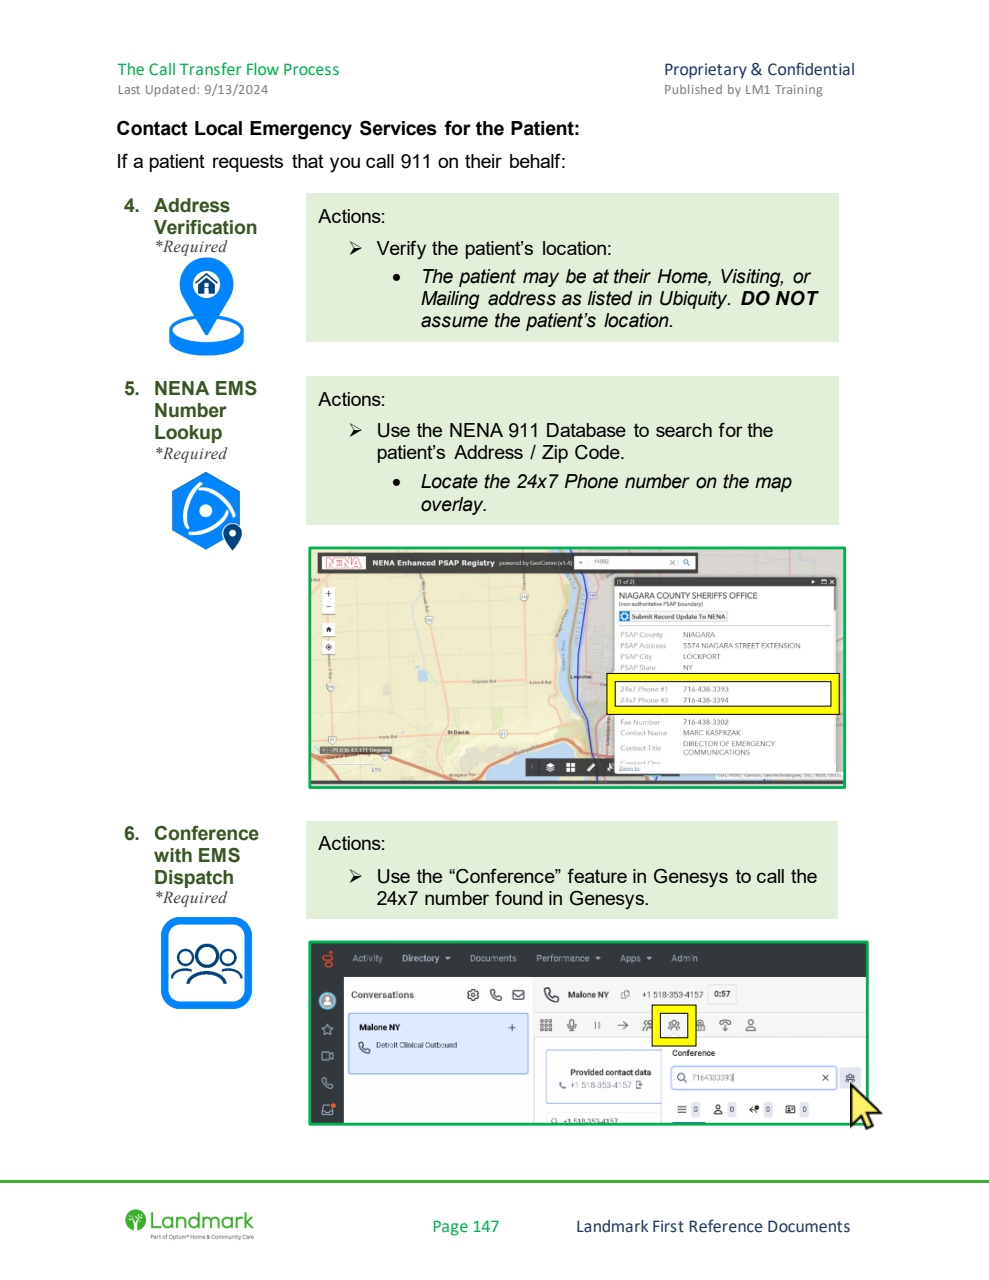 The Call Transfer Flow Process
Proprietary & Confidential
Last Updated: 9/13/2024
Published by LM1 Training
Contact Local Emergency Services for the Patient:
If a patient requests that you call 911 on their behalf:
4. Address
Verification
*Required
Actions:
➢ Verify the patient's location:
• The patient may be at their Home, Visiting, or
Mailing address as listed in Ubiquity. DO NOT
assume the patient's location.
5. NENA EMS
Number
Lookup
*Required
Actions:
➢ Use the NENA 911 Database to search for the
patient's Address / Zip Code.
• Locate the 24x7 Phone number on the map
overlay.
NENA NENA Enhanced PSAP Registry powered by GeoComm (v1.4) 14092
(1 of 2)
NIAGARA COUNTY SHERIFFS OFFICE
(non-authoritative PSAP boundary)
Submit Record Update To NENA
PSAP County NIAGARA
PSAP Address 5574 NIAGARA STREET EXTENSION
PSAP City LOCKPORT
PSAP State NY
24x7 Phone #1 716-438-3393
24x7 Phone #2 716-438-3394
Fax Number 716-438-3302
Contact Name MARC KASPRZAK
Contact Title DIRECTOR OF EMERGENCY
COMMUNICATIONS
Zoom to
Lewiston
St Davids
6. Conference
with EMS
Dispatch
*Required
Actions:
➢ Use the “Conference” feature in Genesys to call the
24x7 number found in Genesys.
Activity Directory Documents Performance Apps Admin
Conversations
Malone NY +1 518-353-4157 0:57
Malone NY
Detroit Clinical Outbound
Conference
Provided contact data
+1 518-353-4157
7164383393
0 0 0 0
+1 518-353-4157
Landmark
Part of Optum® Home & Community Care
Page 147
Landmark First Reference Documents